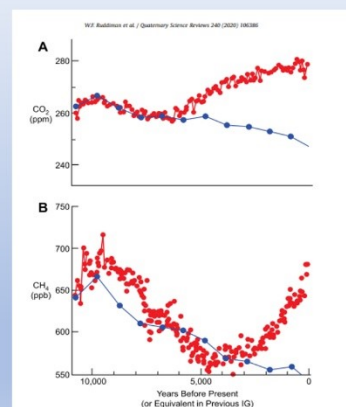 W.F. Ruddiman et al. / Quaternary Science Reviews 240 (2020) 106386
A
280
CO2
(ppm)
260
240
B
750
700
CH4
(ppb)
650
600
550
10,000
5,000
0
Years Before Present
(or Equivalent in Previous IG)